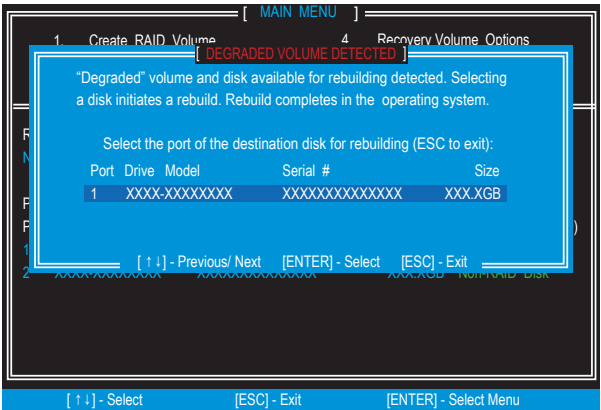 [ MAIN MENU ]
1. Create RAID Volume 4. Recovery Volume Options
[ DEGRADED VOLUME DETECTED ]
“Degraded” volume and disk available for rebuilding detected. Selecting
a disk initiates a rebuild. Rebuild completes in the operating system.
Select the port of the destination disk for rebuilding (ESC to exit):
Port Drive Model Serial # Size
1 XXXX-XXXXXXXX XXXXXXXXXXXXXX XXX.XGB
[ ↑↓] - Previous/ Next [ENTER] - Select [ESC] - Exit
2 XXXX-XXXXXXXX XXXXXXXXXXXXXX XXX.XGB Non-RAID Disk
[ ↑↓] - Select [ESC] - Exit [ENTER] - Select Menu